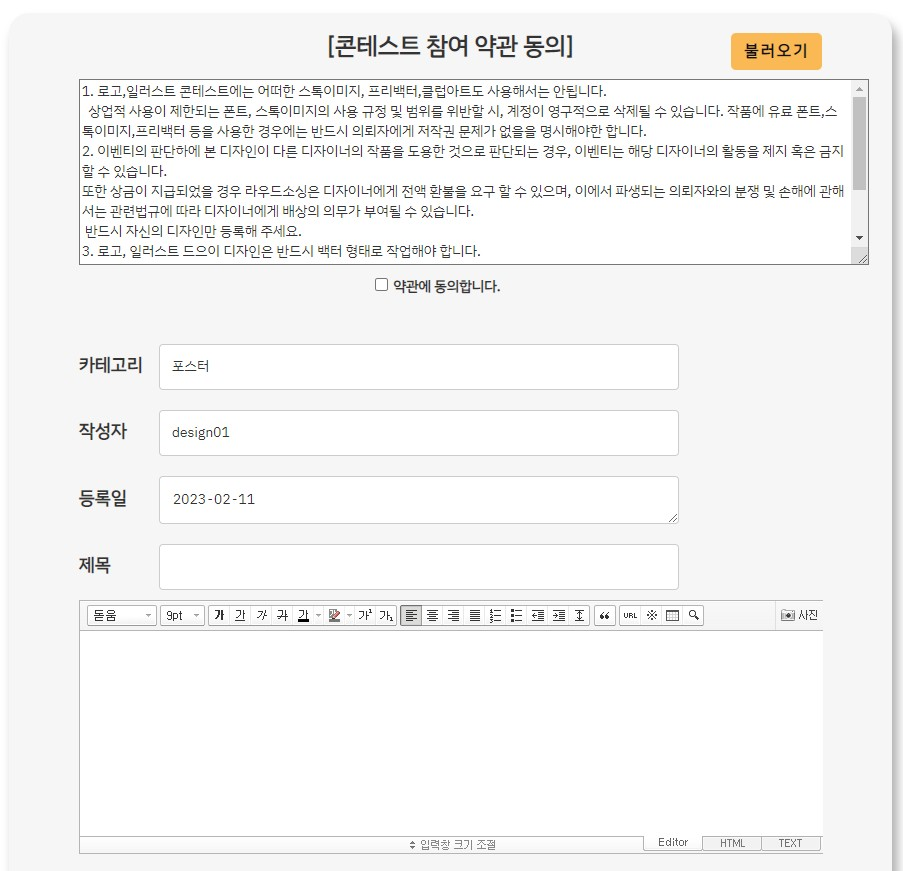 [콘테스트 참여 약관 동의]
불러오기
1. 로고,일러스트 콘테스트에는 어떠한 스톡이미지, 프리백터,클럽아트도 사용해서는 안됩니다.
상업적 사용이 제한되는 폰트, 스톡이미지의 사용 규정 및 범위를 위반할 시, 계정이 영구적으로 삭제될 수 있습니다. 작품에 유료 폰트,스
톡이미지,프리백터 등을 사용한 경우에는 반드시 의뢰자에게 저작권 문제가 없을을 명시해야한 합니다.
2. 이벤티의 판단하에 본 디자인이 다른 디자이너의 작품을 도용한 것으로 판단되는 경우, 이벤티는 해당 디자이너의 활동을 제지 혹은 금지
할 수 있습니다.
또한 상금이 지급되었을 경우 라우드소싱은 디자이너에게 전액 환불을 요구 할 수 있으며, 이에서 파생되는 의뢰자와의 분쟁 및 손해에 관해
서는 관련법규에 따라 디자이너에게 배상의 의무가 부여될 수 있습니다.
반드시 자신의 디자인만 등록해 주세요.
3. 로고, 일러스트 드으이 디자인은 반드시 백터 형태로 작업해야 합니다.
약관에 동의합니다.
카테고리 포스터
작성자 design01
등록일 2023-02-11
제목
돋움 9pt 가 가 가 가 가 가¹ 가₁ “ URL ※ 사진
입력창 크기 조절 Editor HTML TEXT